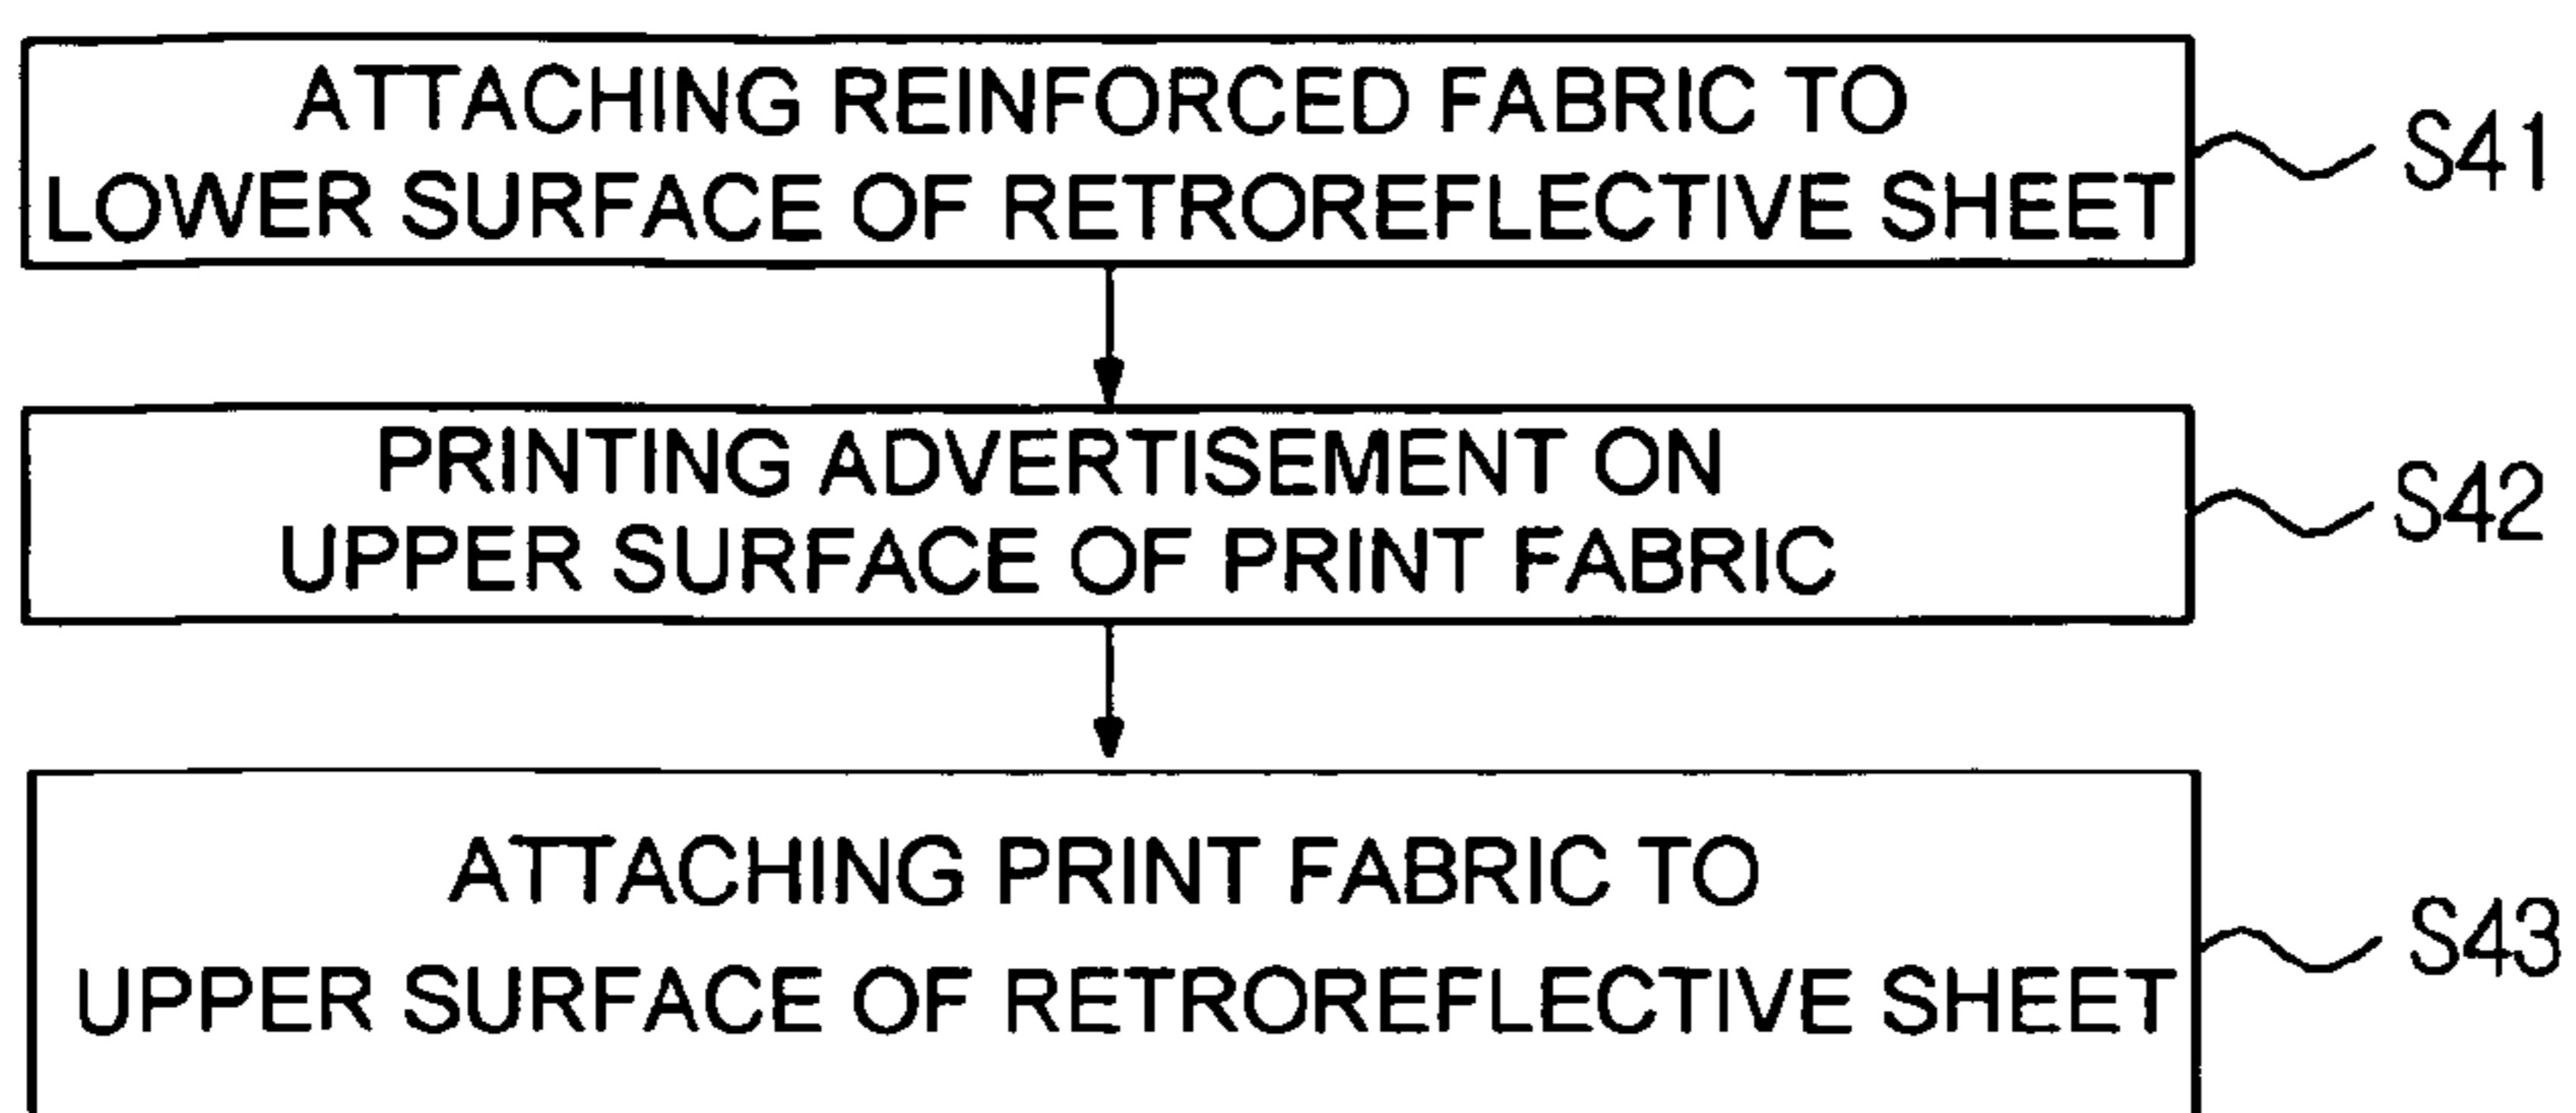 ATTACHING REINFORCED FABRIC TO
LOWER SURFACE OF RETROREFLECTIVE SHEET
S41
PRINTING ADVERTISEMENT ON
UPPER SURFACE OF PRINT FABRIC
S42
ATTACHING PRINT FABRIC TO
UPPER SURFACE OF RETROREFLECTIVE SHEET
S43